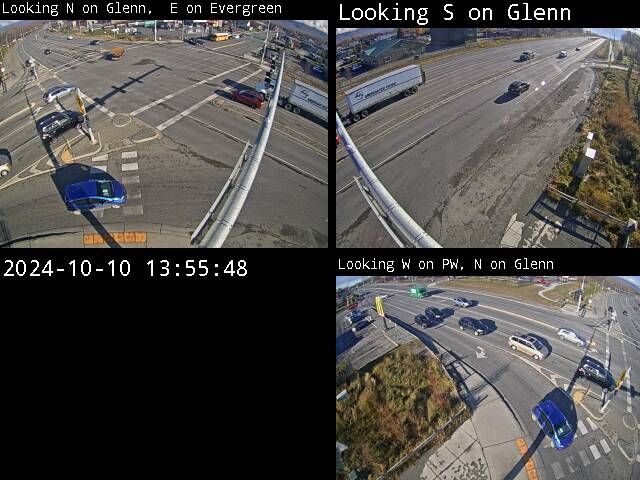 Looking N on Glenn,  E on Evergreen
Looking S on Glenn
2024-10-10 13:55:48
Looking W on PW, N on Glenn